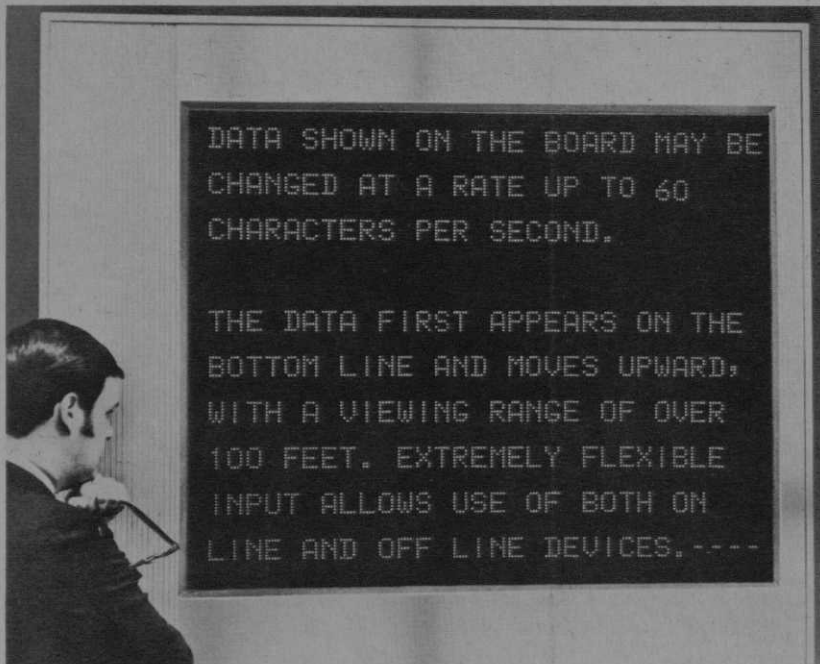 DATA SHOWN ON THE BOARD MAY BE
CHANGED AT A RATE UP TO 60
CHARACTERS PER SECOND.
THE DATA FIRST APPEARS ON THE
BOTTOM LINE AND MOVES UPWARD,
WITH A VIEWING RANGE OF OVER
100 FEET. EXTREMELY FLEXIBLE
INPUT ALLOWS USE OF BOTH ON
LINE AND OFF LINE DEVICES.----